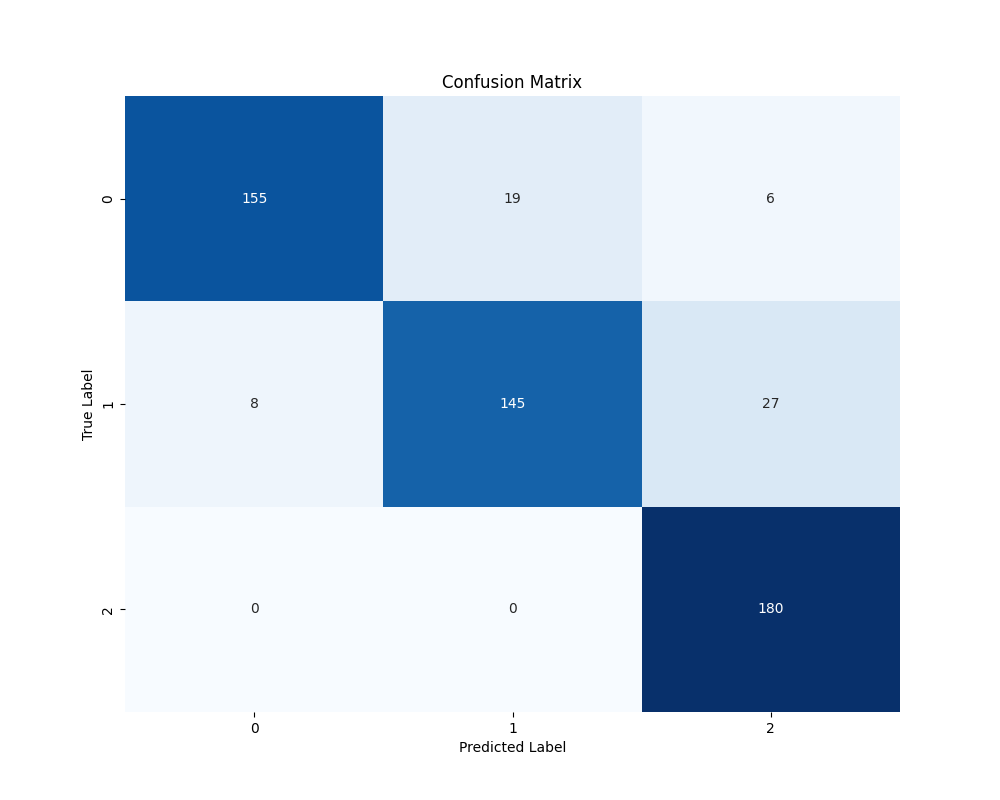 Confusion Matrix
0 155 19 6
1 8 145 27
2 0 0 180
0 1 2
True Label
Predicted Label